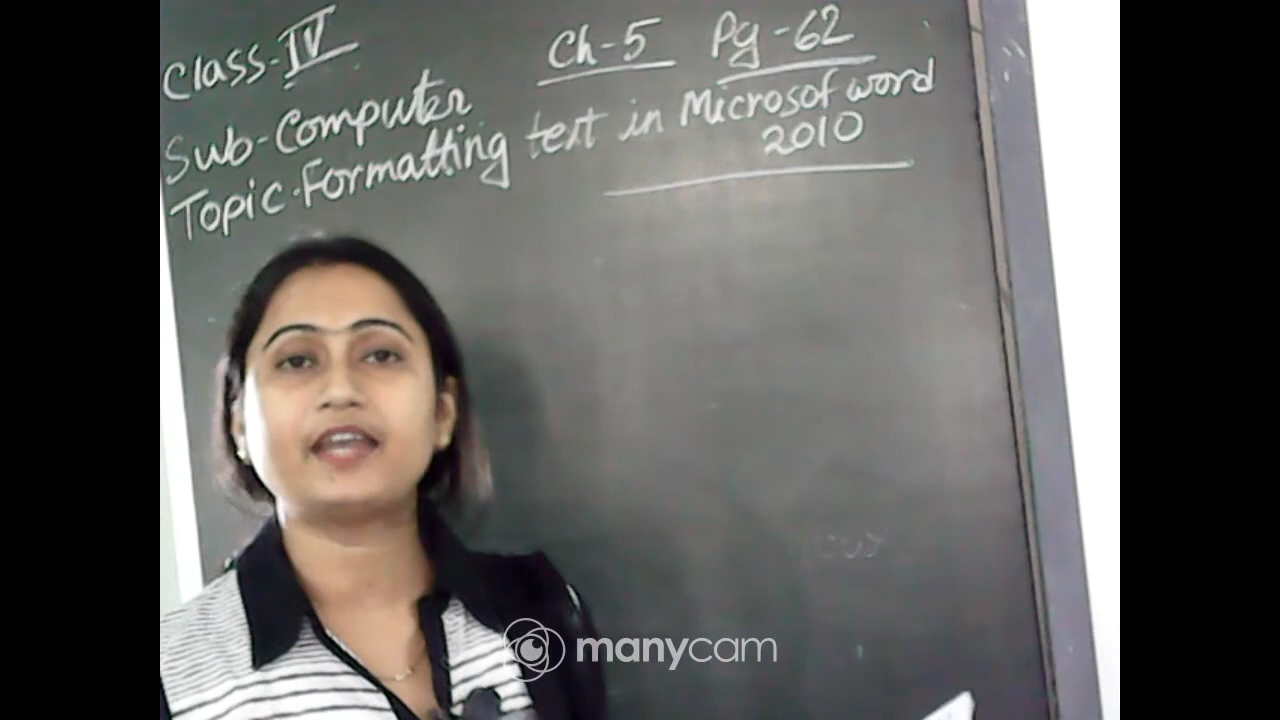 Class-IV Ch-5 Pg-62
Sub-Computer
Topic-Formatting text in Microsof word
2010
manycam